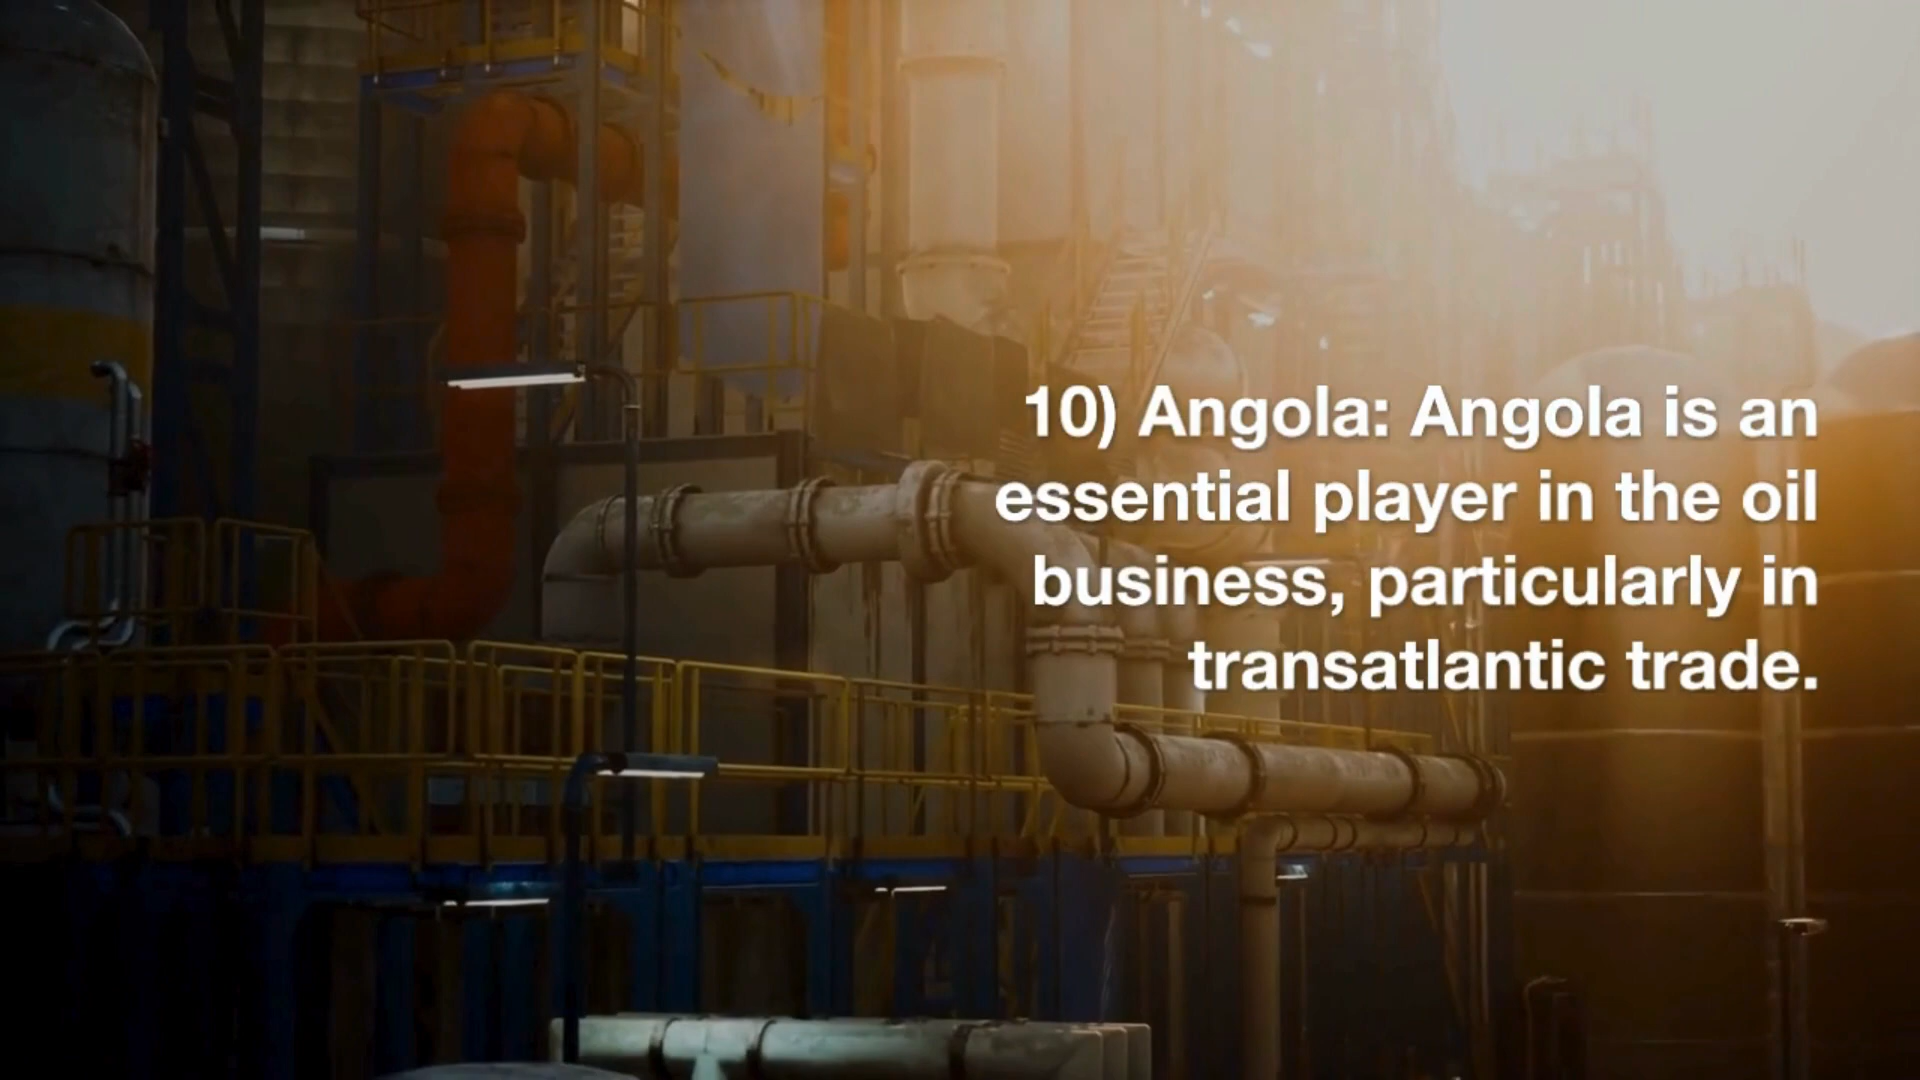 10) Angola: Angola is an
essential player in the oil
business, particularly in
transatlantic trade.